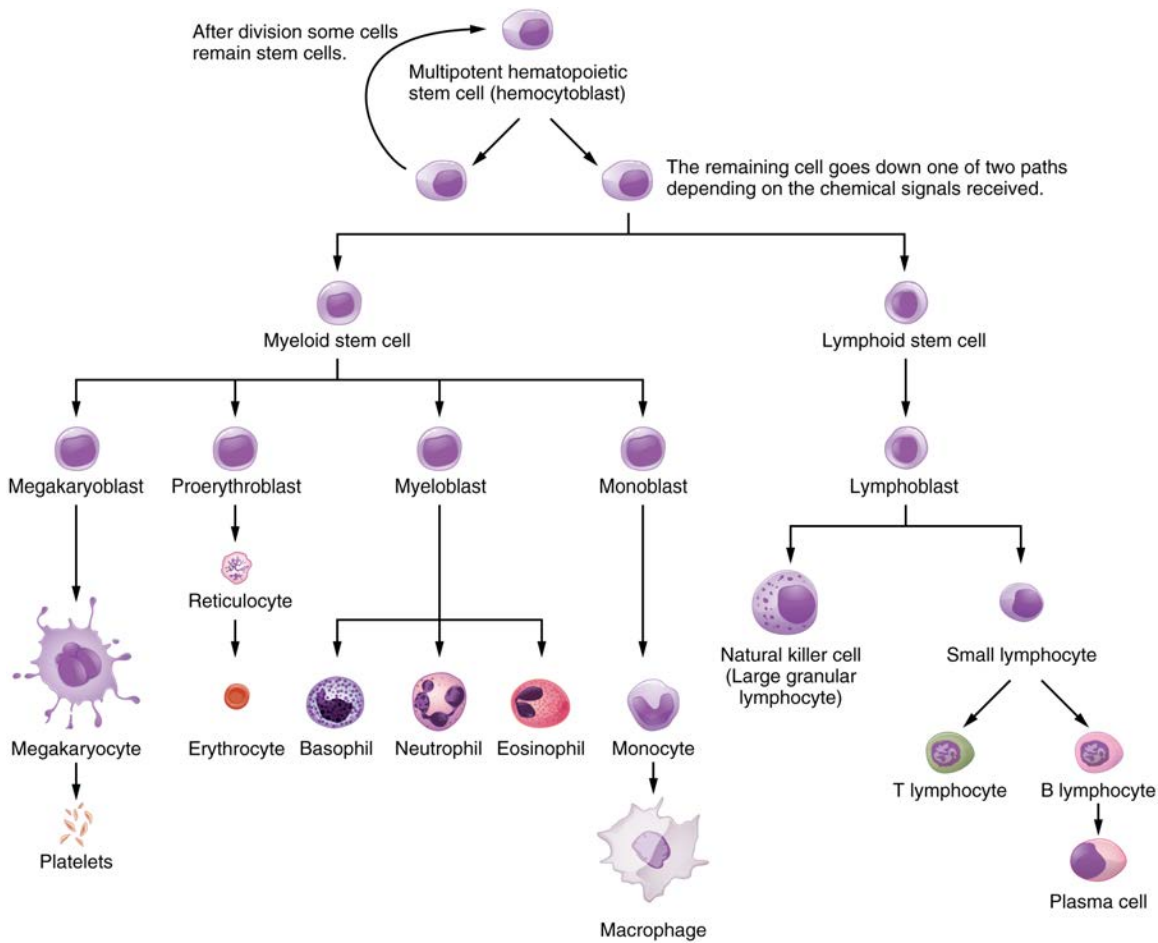 After division some cells
remain stem cells.
Multipotent hematopoietic
stem cell (hemocytoblast)
The remaining cell goes down one of two paths
depending on the chemical signals received.
Myeloid stem cell
Lymphoid stem cell
Megakaryoblast
Proerythroblast
Myeloblast
Monoblast
Lymphoblast
Reticulocyte
Natural killer cell
(Large granular
lymphocyte)
Small lymphocyte
Megakaryocyte
Erythrocyte
Basophil
Neutrophil
Eosinophil
Monocyte
T lymphocyte
B lymphocyte
Platelets
Macrophage
Plasma cell